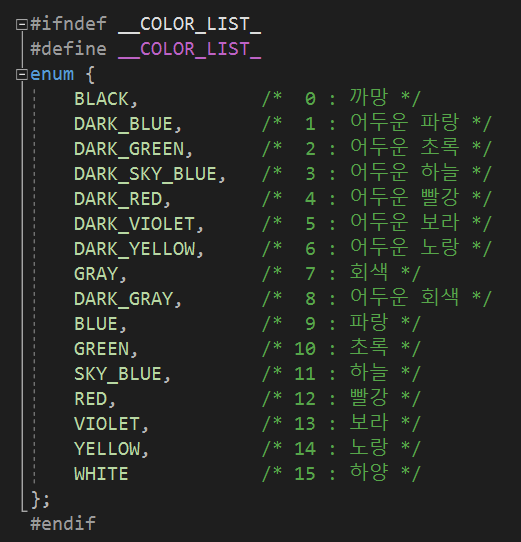 #ifndef __COLOR_LIST_
#define __COLOR_LIST_
enum {
    BLACK,          /*  0 : 까망 */
    DARK_BLUE,      /*  1 : 어두운 파랑 */
    DARK_GREEN,     /*  2 : 어두운 초록 */
    DARK_SKY_BLUE,  /*  3 : 어두운 하늘 */
    DARK_RED,       /*  4 : 어두운 빨강 */
    DARK_VIOLET,    /*  5 : 어두운 보라 */
    DARK_YELLOW,    /*  6 : 어두운 노랑 */
    GRAY,           /*  7 : 회색 */
    DARK_GRAY,      /*  8 : 어두운 회색 */
    BLUE,           /*  9 : 파랑 */
    GREEN,          /* 10 : 초록 */
    SKY_BLUE,       /* 11 : 하늘 */
    RED,            /* 12 : 빨강 */
    VIOLET,         /* 13 : 보라 */
    YELLOW,         /* 14 : 노랑 */
    WHITE           /* 15 : 하양 */
};
#endif